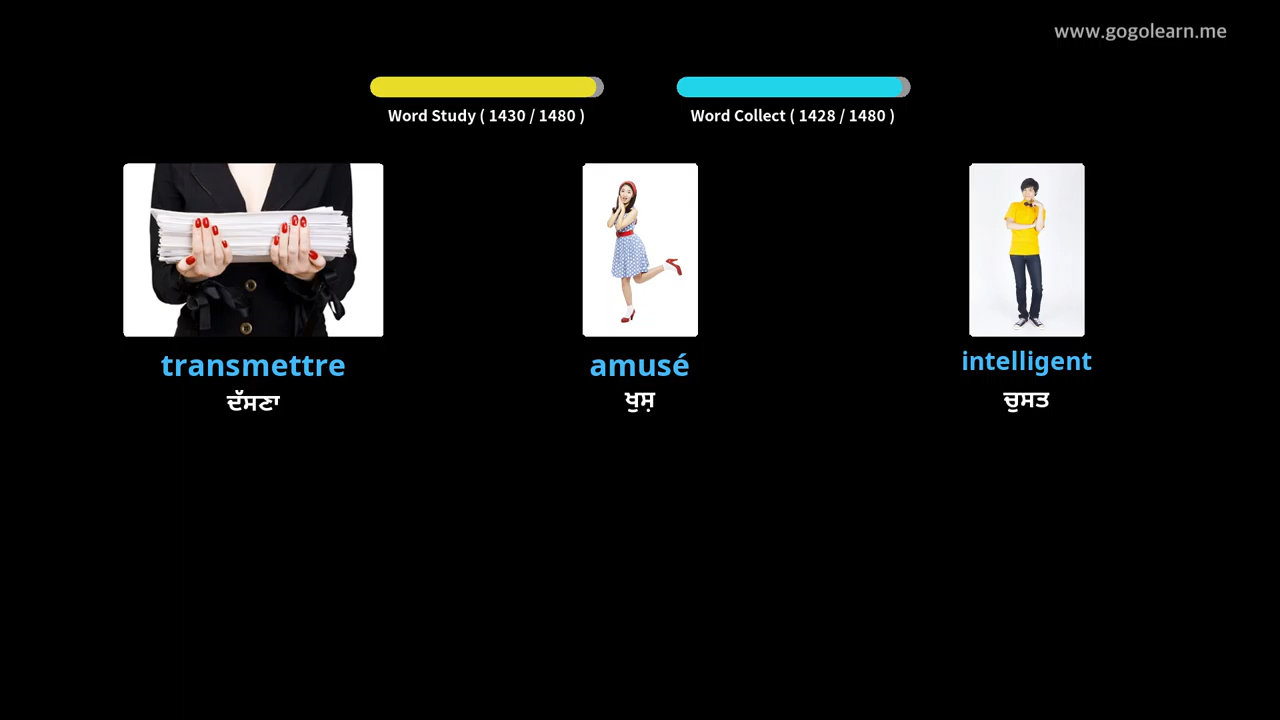 www.gogolearn.me
Word Study ( 1430 / 1480 )
Word Collect ( 1428 / 1480 )
transmettre
amusé
intelligent
ਦੱਸਣਾ
ਖੁਸ਼
ਚੁਸਤ